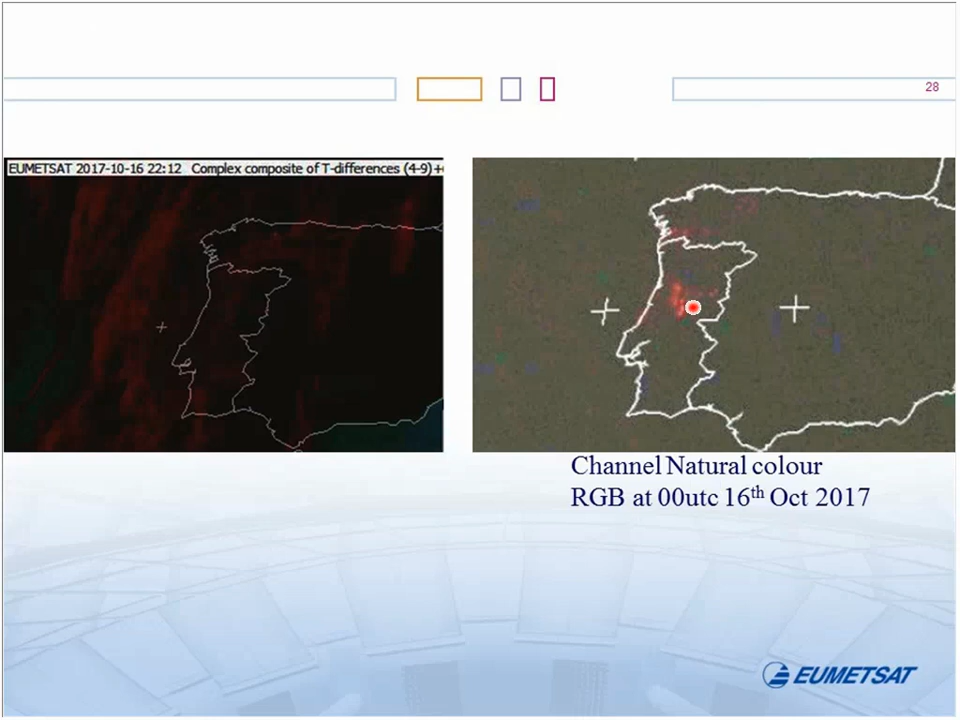 28
EUMETSAT 2017-10-16 22:12 Complex composite of T-differences (4-9)+
Channel Natural colour
RGB at 00utc 16th Oct 2017
EUMETSAT